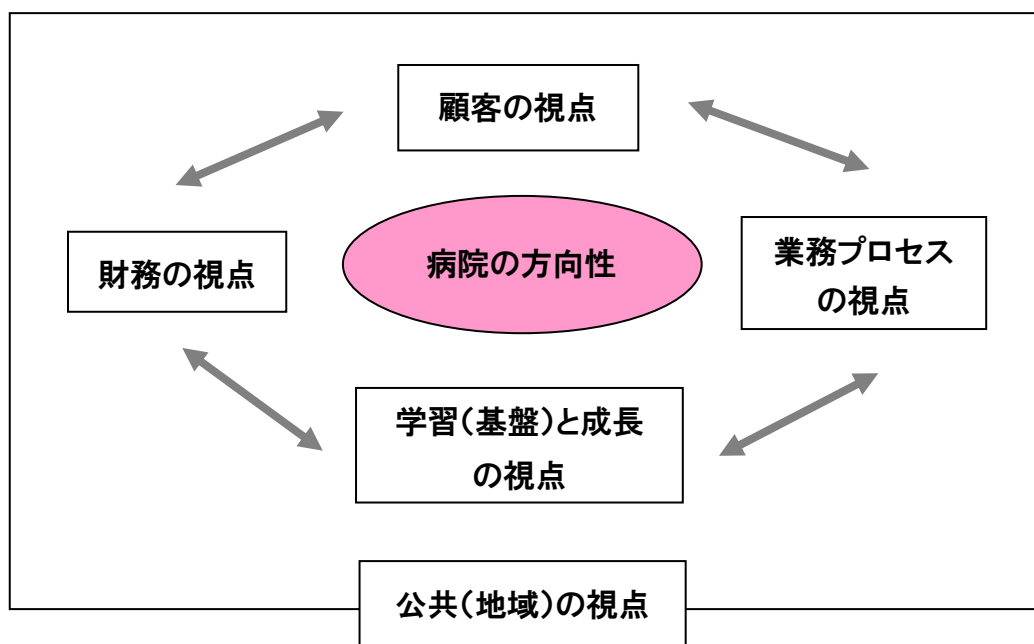 顧客の視点
財務の視点
病院の方向性
業務プロセス
の視点
学習（基盤）と成長
の視点
公共（地域）の視点